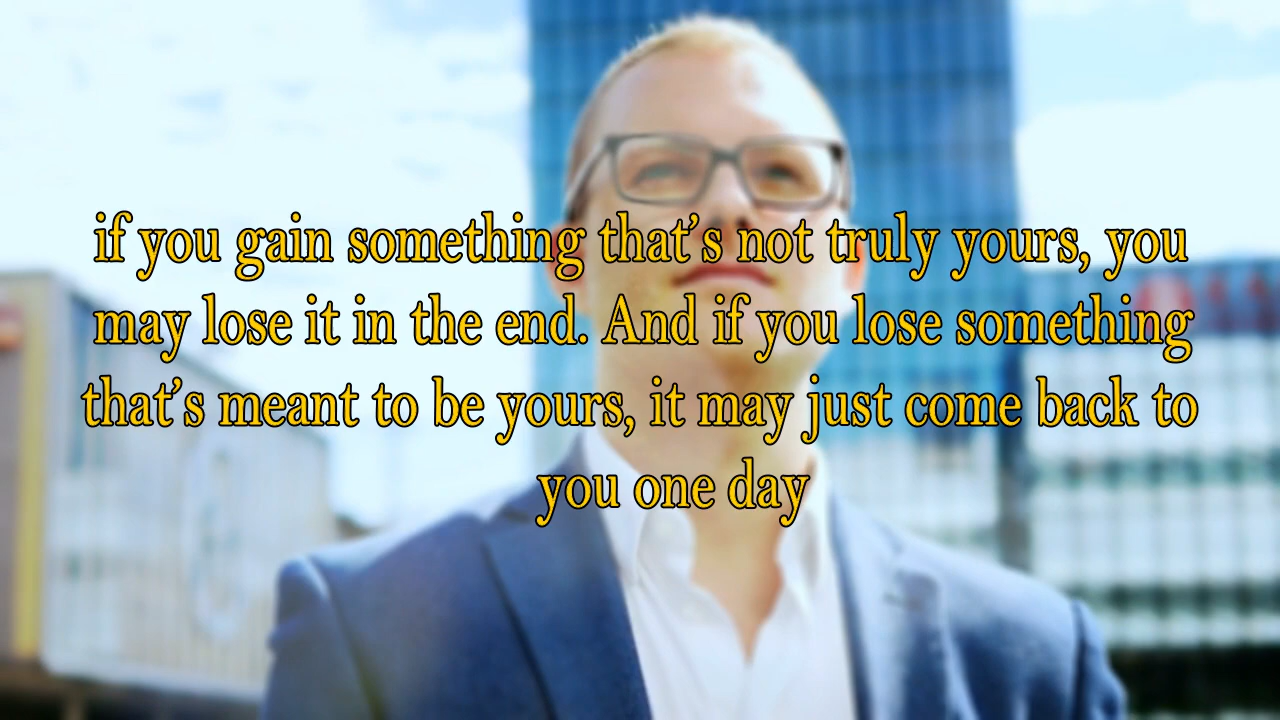 if you gain something that’s not truly yours, you
may lose it in the end. And if you lose something
that’s meant to be yours, it may just come back to
you one day